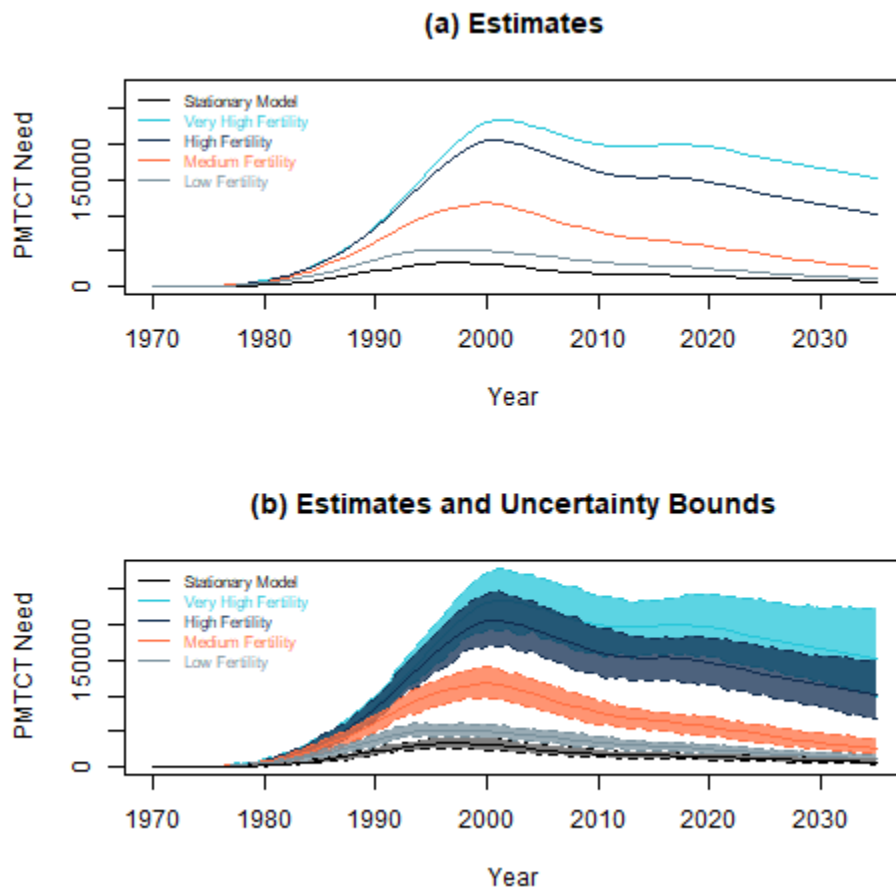 (a) Estimates
Stationary Model
Very High Fertility
High Fertility
Medium Fertility
Low Fertility
PMTCT Need
150000
0
1970 1980 1990 2000 2010 2020 2030
Year
(b) Estimates and Uncertainty Bounds
Stationary Model
Very High Fertility
High Fertility
Medium Fertility
Low Fertility
PMTCT Need
150000
0
1970 1980 1990 2000 2010 2020 2030
Year